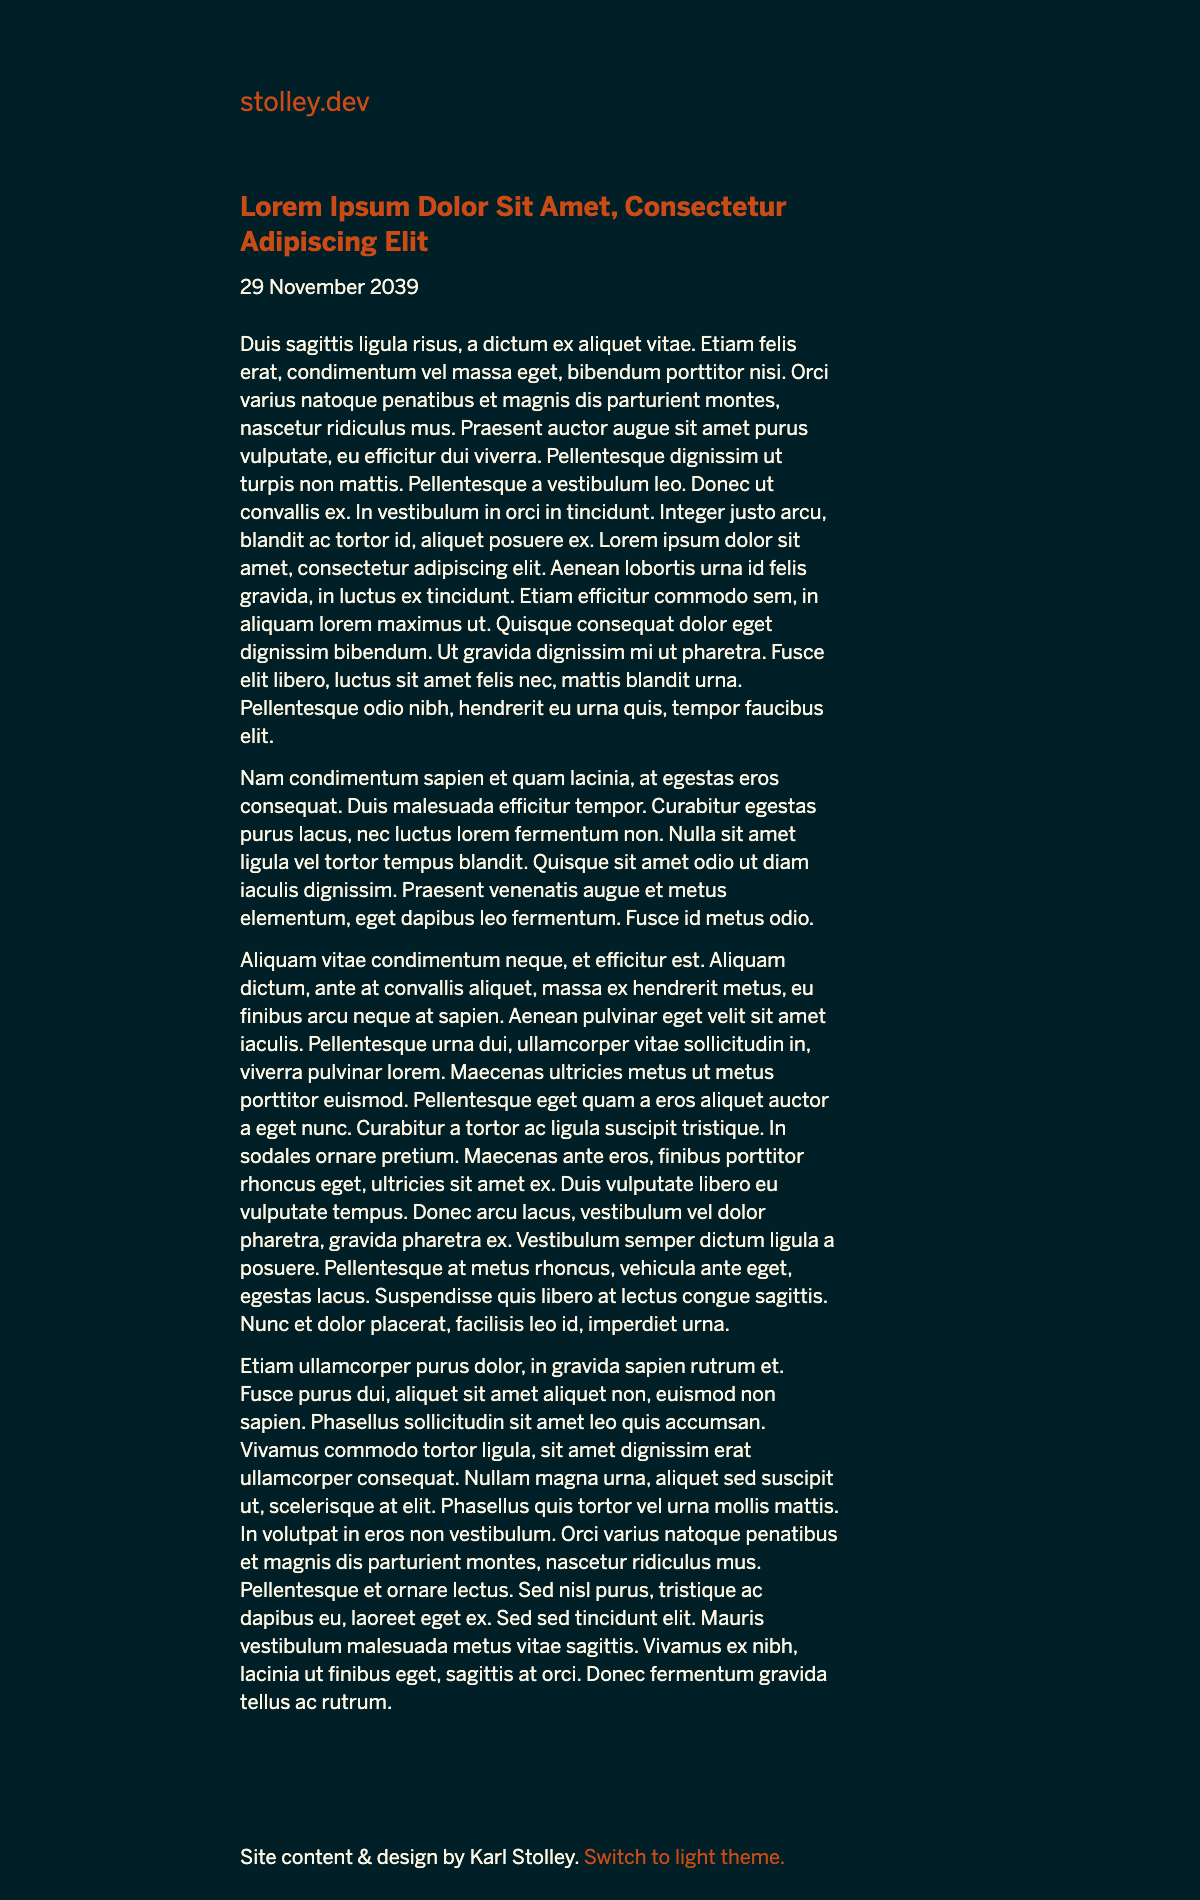 stolley.dev
Lorem Ipsum Dolor Sit Amet, Consectetur
Adipiscing Elit
29 November 2039
Duis sagittis ligula risus, a dictum ex aliquet vitae. Etiam felis
erat, condimentum vel massa eget, bibendum porttitor nisi. Orci
varius natoque penatibus et magnis dis parturient montes,
nascetur ridiculus mus. Praesent auctor augue sit amet purus
vulputate, eu efficitur dui viverra. Pellentesque dignissim ut
turpis non mattis. Pellentesque a vestibulum leo. Donec ut
convallis ex. In vestibulum in orci in tincidunt. Integer justo arcu,
blandit ac tortor id, aliquet posuere ex. Lorem ipsum dolor sit
amet, consectetur adipiscing elit. Aenean lobortis urna id felis
gravida, in luctus ex tincidunt. Etiam efficitur commodo sem, in
aliquam lorem maximus ut. Quisque consequat dolor eget
dignissim bibendum. Ut gravida dignissim mi ut pharetra. Fusce
elit libero, luctus sit amet felis nec, mattis blandit urna.
Pellentesque odio nibh, hendrerit eu urna quis, tempor faucibus
elit.
Nam condimentum sapien et quam lacinia, at egestas eros
consequat. Duis malesuada efficitur tempor. Curabitur egestas
purus lacus, nec luctus lorem fermentum non. Nulla sit amet
ligula vel tortor tempus blandit. Quisque sit amet odio ut diam
iaculis dignissim. Praesent venenatis augue et metus
elementum, eget dapibus leo fermentum. Fusce id metus odio.
Aliquam vitae condimentum neque, et efficitur est. Aliquam
dictum, ante at convallis aliquet, massa ex hendrerit metus, eu
finibus arcu neque at sapien. Aenean pulvinar eget velit sit amet
iaculis. Pellentesque urna dui, ullamcorper vitae sollicitudin in,
viverra pulvinar lorem. Maecenas ultricies metus ut metus
porttitor euismod. Pellentesque eget quam a eros aliquet auctor
a eget nunc. Curabitur a tortor ac ligula suscipit tristique. In
sodales ornare pretium. Maecenas ante eros, finibus porttitor
rhoncus eget, ultricies sit amet ex. Duis vulputate libero eu
vulputate tempus. Donec arcu lacus, vestibulum vel dolor
pharetra, gravida pharetra ex. Vestibulum semper dictum ligula a
posuere. Pellentesque at metus rhoncus, vehicula ante eget,
egestas lacus. Suspendisse quis libero at lectus congue sagittis.
Nunc et dolor placerat, facilisis leo id, imperdiet urna.
Etiam ullamcorper purus dolor, in gravida sapien rutrum et.
Fusce purus dui, aliquet sit amet aliquet non, euismod non
sapien. Phasellus sollicitudin sit amet leo quis accumsan.
Vivamus commodo tortor ligula, sit amet dignissim erat
ullamcorper consequat. Nullam magna urna, aliquet sed suscipit
ut, scelerisque at elit. Phasellus quis tortor vel urna mollis mattis.
In volutpat in eros non vestibulum. Orci varius natoque penatibus
et magnis dis parturient montes, nascetur ridiculus mus.
Pellentesque et ornare lectus. Sed nisl purus, tristique ac
dapibus eu, laoreet eget ex. Sed sed tincidunt elit. Mauris
vestibulum malesuada metus vitae sagittis. Vivamus ex nibh,
lacinia ut finibus eget, sagittis at orci. Donec fermentum gravida
tellus ac rutrum.
Site content & design by Karl Stolley. Switch to light theme.